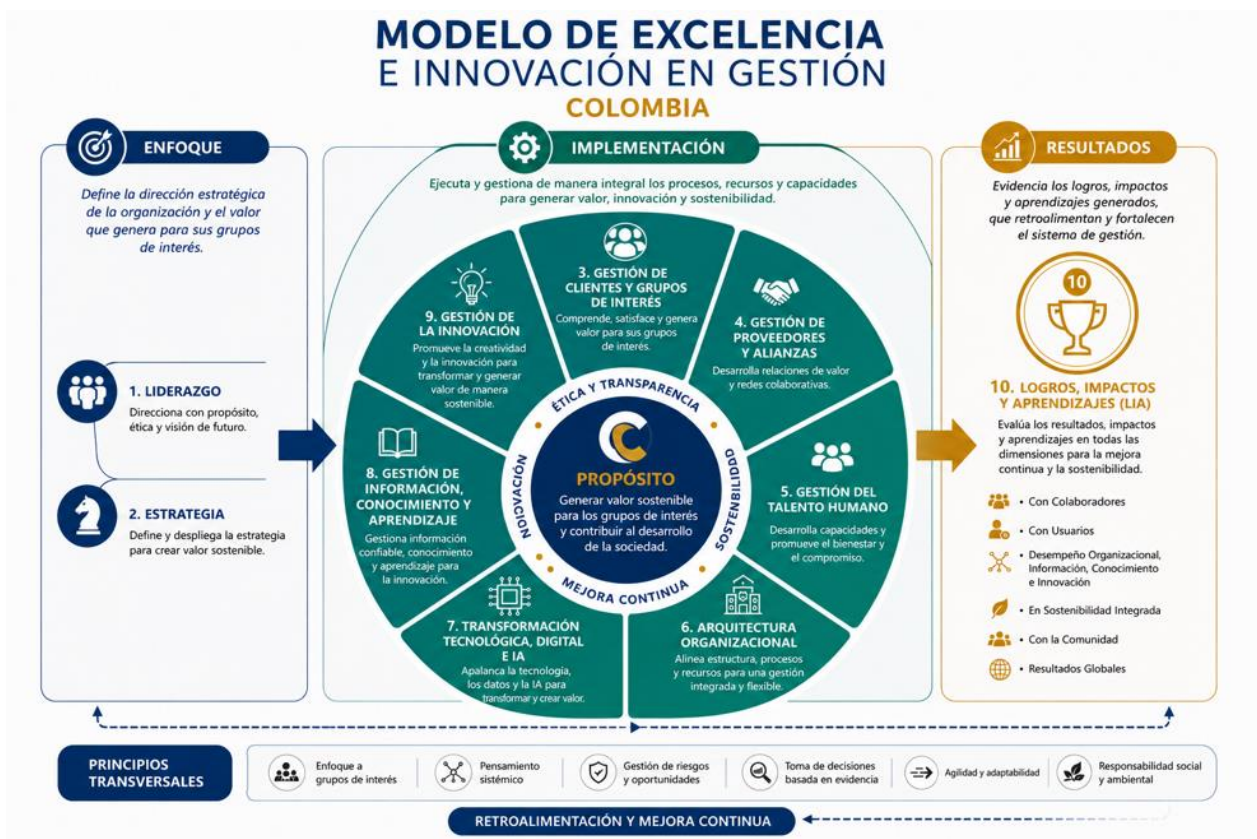 MODELO DE EXCELENCIA
E INNOVACIÓN EN GESTIÓN
COLOMBIA
ENFOQUE
Define la dirección estratégica
de la organización y el valor
que genera para sus grupos
de interés.
1. LIDERAZGO
Direcciona con propósito,
ética y visión de futuro.
2. ESTRATEGIA
Define y despliega la estrategia
para crear valor sostenible.
IMPLEMENTACIÓN
Ejecuta y gestiona de manera integral los procesos, recursos y capacidades
para generar valor, innovación y sostenibilidad.
3. GESTIÓN DE
CLIENTES Y GRUPOS
DE INTERÉS
Comprende, satisface y genera
valor para sus grupos
de interés.
4. GESTIÓN DE
PROVEEDORES
Y ALIANZAS
Desarrolla relaciones de valor
y redes colaborativas.
5. GESTIÓN DEL
TALENTO HUMANO
Desarrolla capacidades y
promueve el bienestar y
el compromiso.
6. ARQUITECTURA
ORGANIZACIONAL
Alinea estructura, procesos
y recursos para una gestión
integrada y flexible.
7. TRANSFORMACIÓN
TECNOLÓGICA, DIGITAL
E IA
Apalanca la tecnología,
los datos y la IA para
transformar y crear valor.
8. GESTIÓN DE
INFORMACIÓN,
CONOCIMIENTO Y
APRENDIZAJE
Gestiona información
confiable, conocimiento
y aprendizaje para
la innovación.
9. GESTIÓN DE
LA INNOVACIÓN
Promueve la creatividad
y la innovación para
transformar y generar
valor de manera
sostenible.
ÉTICA Y TRANSPARENCIA
SOSTENIBILIDAD
MEJORA CONTINUA
INNOVACIÓN
PROPÓSITO
Generar valor sostenible
para los grupos de interés
y contribuir al desarrollo
de la sociedad.
RESULTADOS
Evidencia los logros, impactos
y aprendizajes generados,
que retroalimentan y fortalecen
el sistema de gestión.
10
10. LOGROS, IMPACTOS
Y APRENDIZAJES (LIA)
Evalúa los resultados, impactos
y aprendizajes en todas las
dimensiones para la mejora
continua y la sostenibilidad.
• Con Colaboradores
• Con Usuarios
• Desempeño Organizacional,
Información, Conocimiento
e Innovación
• En Sostenibilidad Integrada
• Con la Comunidad
• Resultados Globales
PRINCIPIOS
TRANSVERSALES
Enfoque a
grupos de interés
Pensamiento
sistémico
Gestión de riesgos
y oportunidades
Toma de decisiones
basada en evidencia
Agilidad y adaptabilidad
Responsabilidad social
y ambiental
RETROALIMENTACIÓN Y MEJORA CONTINUA